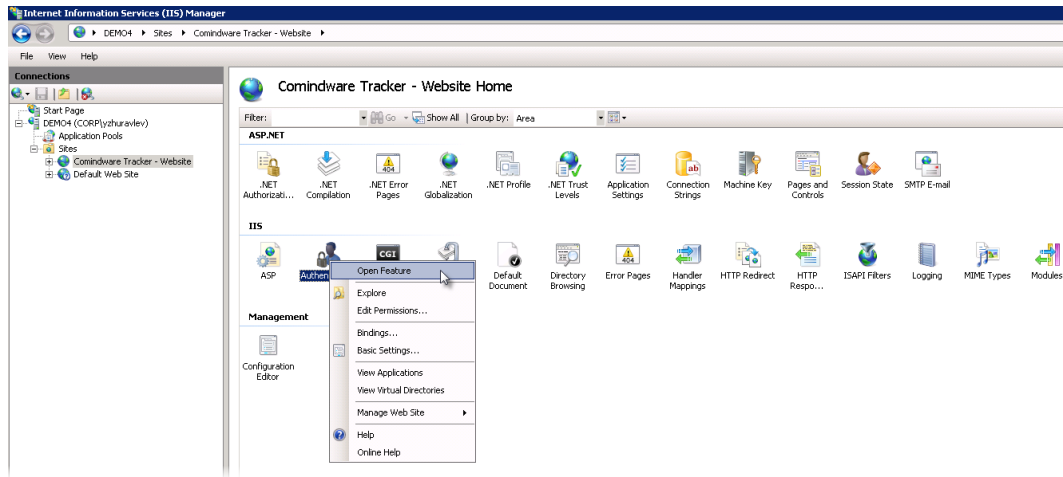 Internet Information Services (IIS) Manager
DEMO4 Sites Comindware Tracker - Website
File View Help
Connections
Start Page
DEMO4 (CORP\yzhuravlev)
Application Pools
Sites
Comindware Tracker - Website
Default Web Site
Comindware Tracker - Website Home
Filter: Go Show All Group by: Area
ASP.NET
.NET Authorizati...
.NET Compilation
.NET Error Pages
.NET Globalization
.NET Profile
.NET Trust Levels
Application Settings
Connection Strings
Machine Key
Pages and Controls
Session State
SMTP E-mail
IIS
ASP
Authen
CGI
Default Document
Directory Browsing
Error Pages
Handler Mappings
HTTP Redirect
HTTP Respo...
ISAPI Filters
Logging
MIME Types
Modules
Open Feature
Explore
Edit Permissions...
Bindings...
Basic Settings...
View Applications
View Virtual Directories
Manage Web Site
Help
Online Help
Management
Configuration Editor